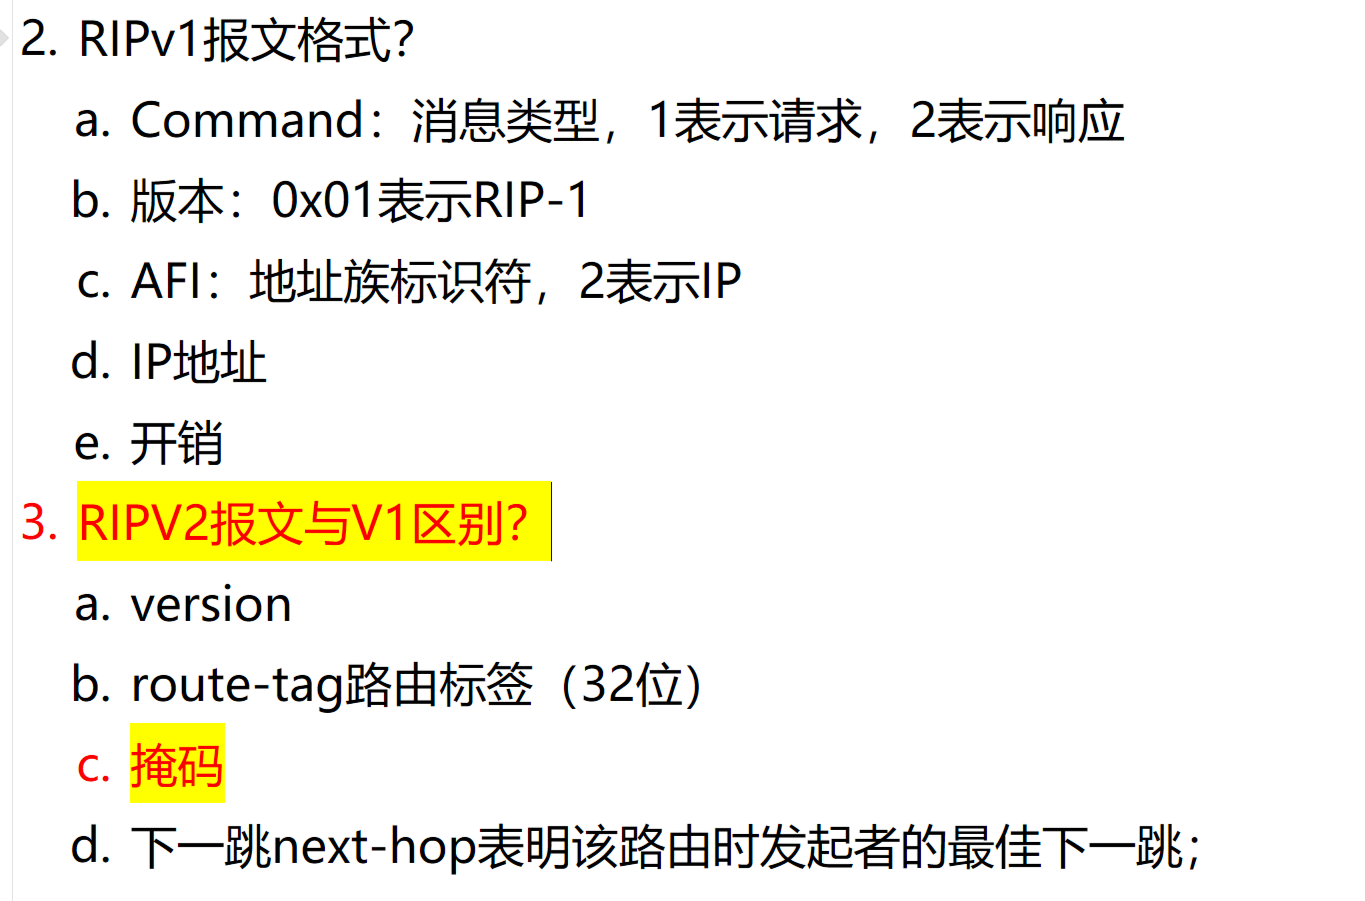 2. RIPv1报文格式？
a. Command：消息类型，1表示请求，2表示响应
b. 版本：0x01表示RIP-1
c. AFI：地址族标识符，2表示IP
d. IP地址
e. 开销
3. RIPV2报文与V1区别？
a. version
b. route-tag路由标签（32位）
c. 掩码
d. 下一跳next-hop表明该路由时发起者的最佳下一跳；